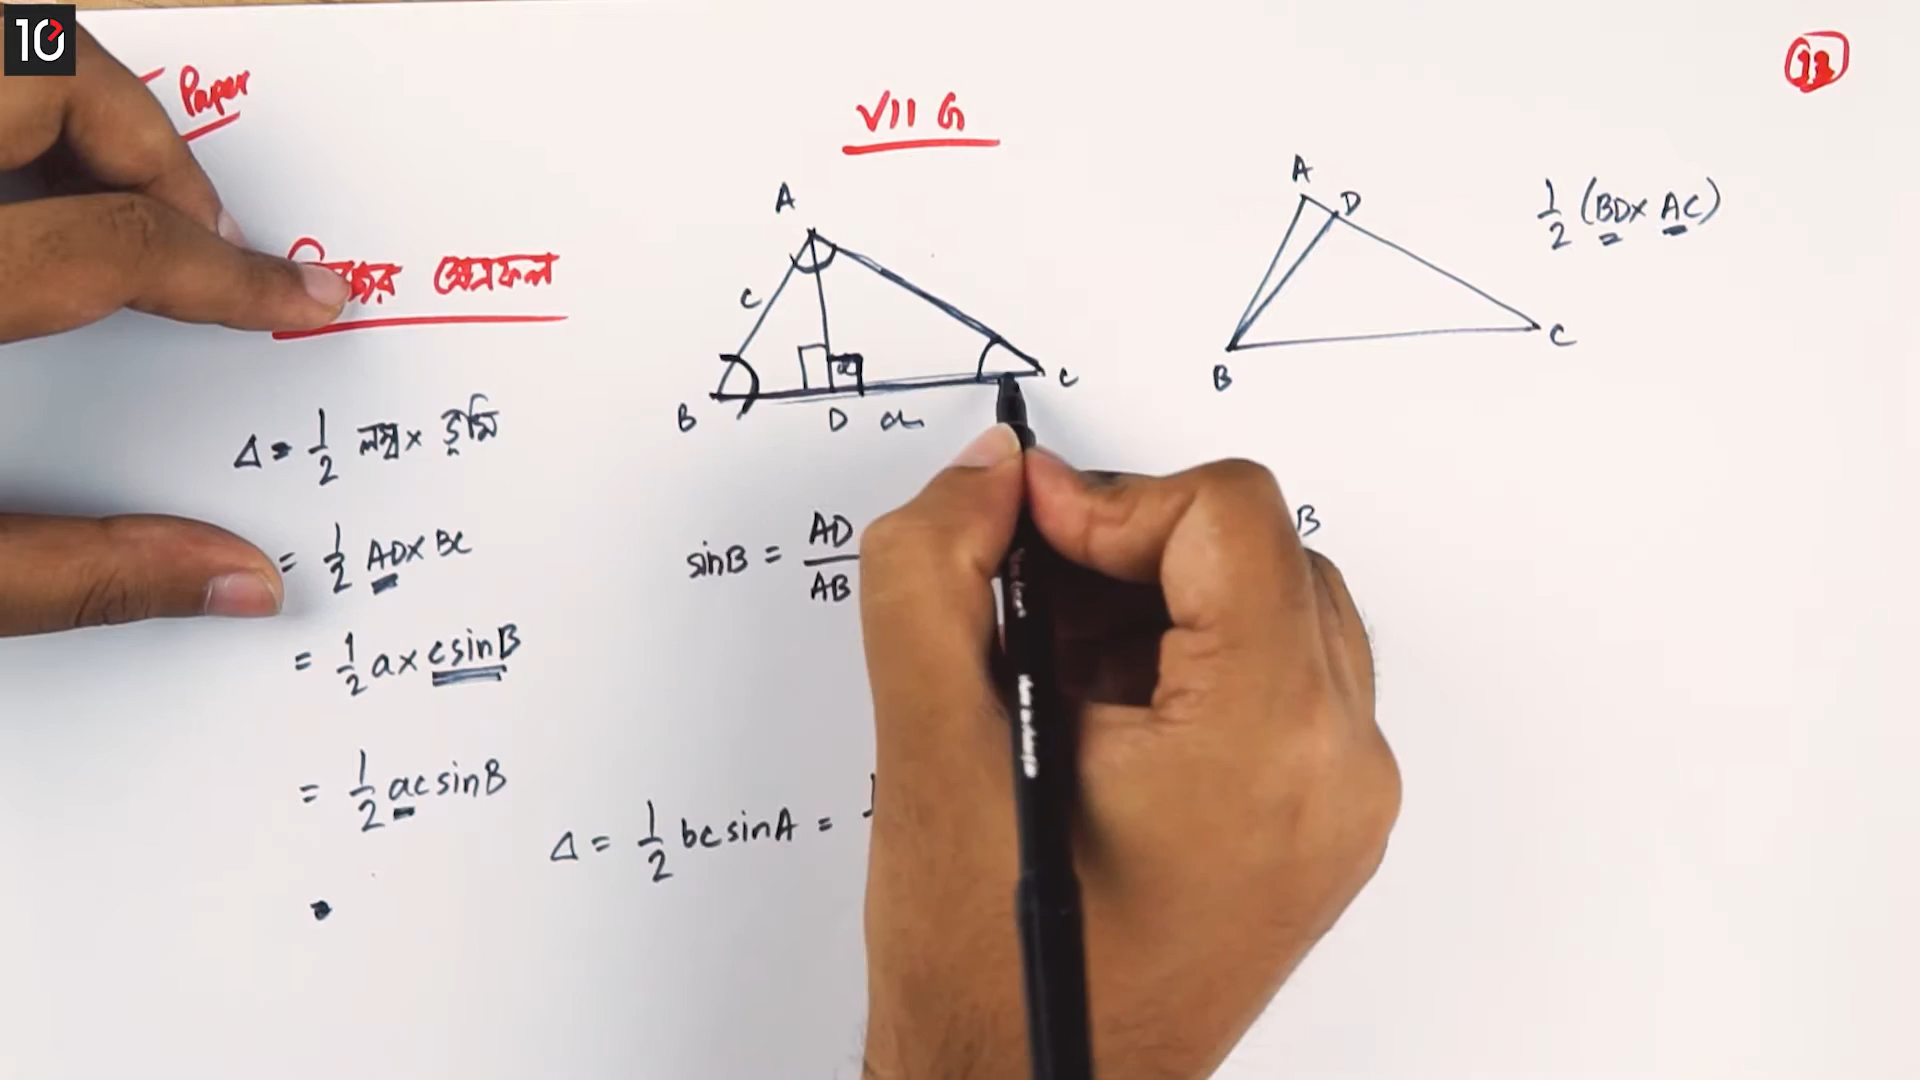 10
Paper
VII G
13
ত্রিভুজের ক্ষেত্রফল
A
c
B
D
a
C
A
D
B
C
1/2 (BD × AC)
Δ = 1/2 লম্ব × ভূমি
= 1/2 AD × BC
= 1/2 a × c sinB
= 1/2 ac sinB
sinB = AD/AB
B
Δ = 1/2 bc sinA =